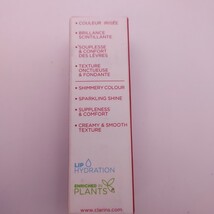 • COULEUR IRISÉE
• BRILLANCE
SCINTILLANTE
• SOUPLESSE
& CONFORT
DES LÈVRES
• TEXTURE
ONCTUEUSE
& FONDANTE
• SHIMMERY COLOUR
• SPARKLING SHINE
• SUPPLENESS
& COMFORT
• CREAMY & SMOOTH
TEXTURE
LIP
HYDRATION
ENRICHED IN
PLANTS
www.clarins.com